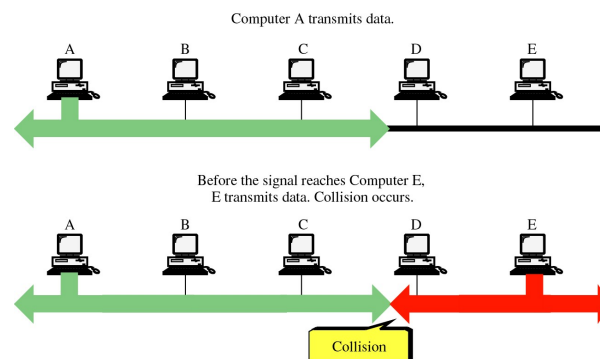 Computer A transmits data.
A B C D E
Before the signal reaches Computer E,
E transmits data. Collision occurs.
A B C D E
Collision